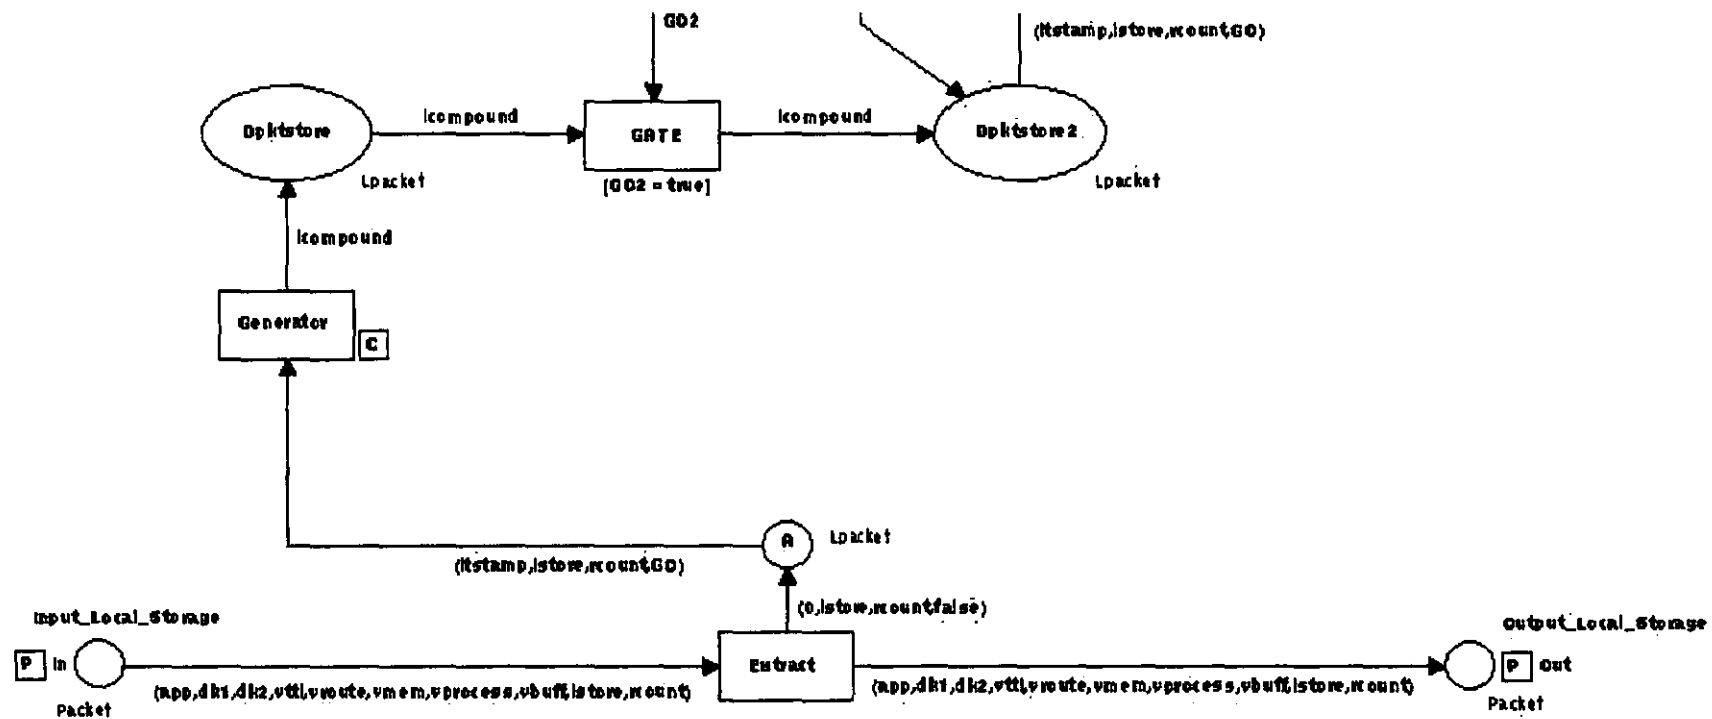 GO2
(ltstamp,lstore,rcount,GO)
lcompound
lcompound
Dpktstore
GATE
Dpktstore2
Lpacket
[GO2 = true]
Lpacket
lcompound
Generator
C
A
Lpacket
(ltstamp,lstore,rcount,GO)
(0,lstore,rcount,false)
Input_Local_Storage
Output_Local_Storage
P In
Extract
P Out
(app,dk1,dk2,vttl,vroute,vmem,vprocess,vbuff,lstore,rcount)
(app,dk1,dk2,vttl,vroute,vmem,vprocess,vbuff,lstore,rcount)
Packet
Packet